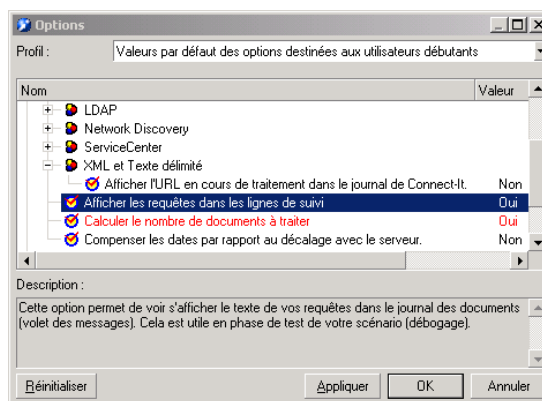 Options
Profil : Valeurs par défaut des options destinées aux utilisateurs débutants
Nom Valeur
LDAP
Network Discovery
ServiceCenter
XML et Texte délimité
Afficher l'URL en cours de traitement dans le journal de Connect-It. Non
Afficher les requêtes dans les lignes de suivi Oui
Calculer le nombre de documents à traiter Oui
Compenser les dates par rapport au décalage avec le serveur. Non
Description :
Cette option permet de voir s'afficher le texte de vos requêtes dans le journal des documents
(volet des messages). Cela est utile en phase de test de votre scénario (débogage).
Réinitialiser Appliquer OK Annuler